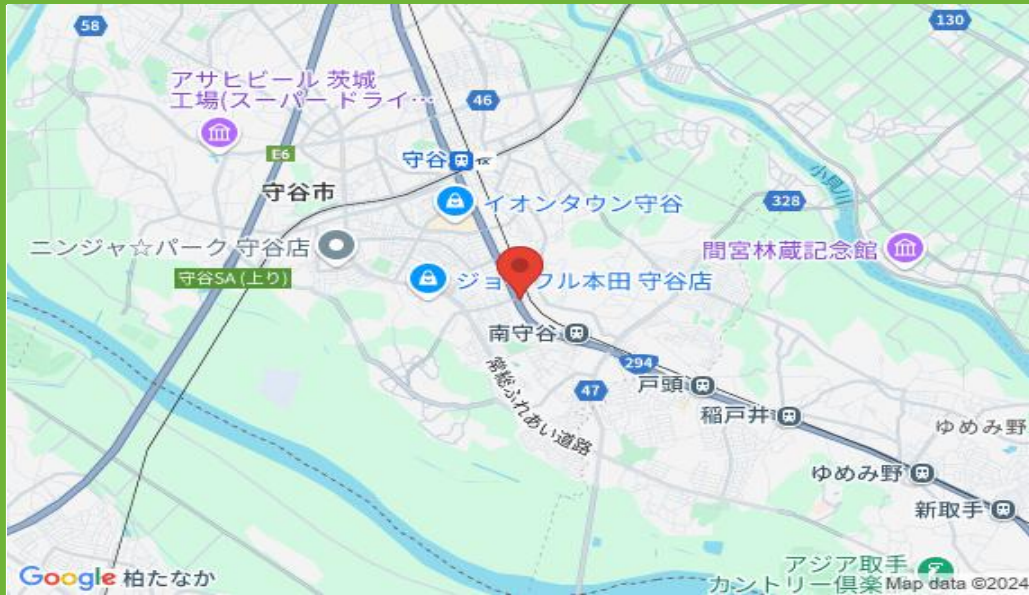 58
130
アサヒビール 茨城
工場(スーパー ドライ…
46
E6
守谷
守谷市
イオンタウン守谷
328
小貝川
ニンジャ☆パーク 守谷店
間宮林蔵記念館
守谷SA (上り)
ジョ フル本田 守谷店
南守谷
294
常総ふれあい道路
47
戸頭
稲戸井
ゆめみ野
ゆめみ野
新取手
アジア取手
カントリー倶楽
Google 柏たなか
Map data ©2024